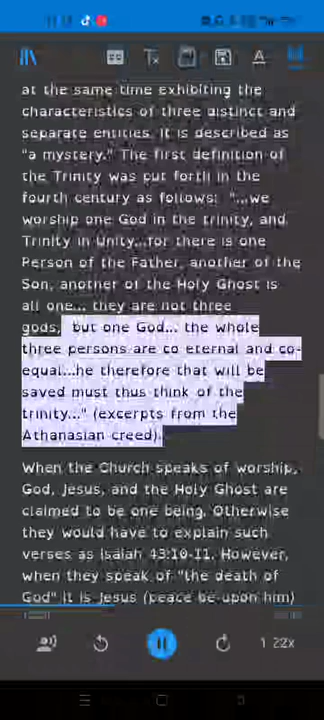 at the same time exhibiting the
characteristics of three distinct and
separate entities. It is described as
"a mystery." The first definition of
the Trinity was put forth in the
fourth century as follows: "...we
worship one God in the trinity, and
Trinity in Unity...for there is one
Person of the Father, another of the
Son, another of the Holy Ghost is
all one... they are not three
gods, but one God... the whole
three persons are co eternal and co-
equal...he therefore that will be
saved must thus think of the
trinity..." (excerpts from the
Athanasian creed).
When the Church speaks of worship,
God, Jesus, and the Holy Ghost are
claimed to be one being. Otherwise
they would have to explain such
verses as Isaiah 43:10-11. However,
when they speak of "the death of
God" it is Jesus (peace be upon him)
1.22x